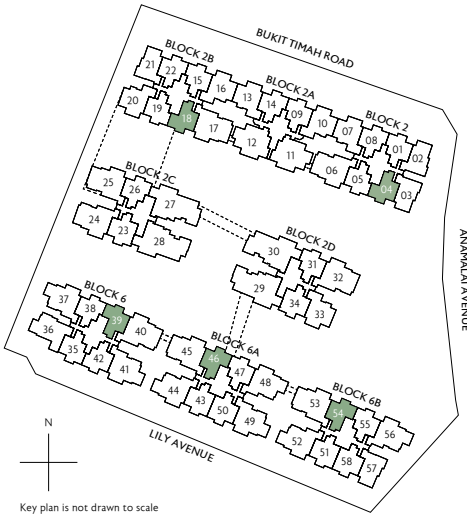 BUKIT TIMAH ROAD
BLOCK 2B
21 22 15 16 13 14 09 10 07 08 01 02
BLOCK 2A
BLOCK 2
20 19 18 17 12 11 06 05 04 03
ANAMALAI AVENUE
BLOCK 2C
25 26 27
24 23 28
BLOCK 2D
30 31 32
29 34 33
BLOCK 6
37 38 39 40
36 35 42 41
BLOCK 6A
45 46 47 48
44 43 50 49
BLOCK 6B
53 54 55 56
52 51 58 57
LILY AVENUE
N
Key plan is not drawn to scale